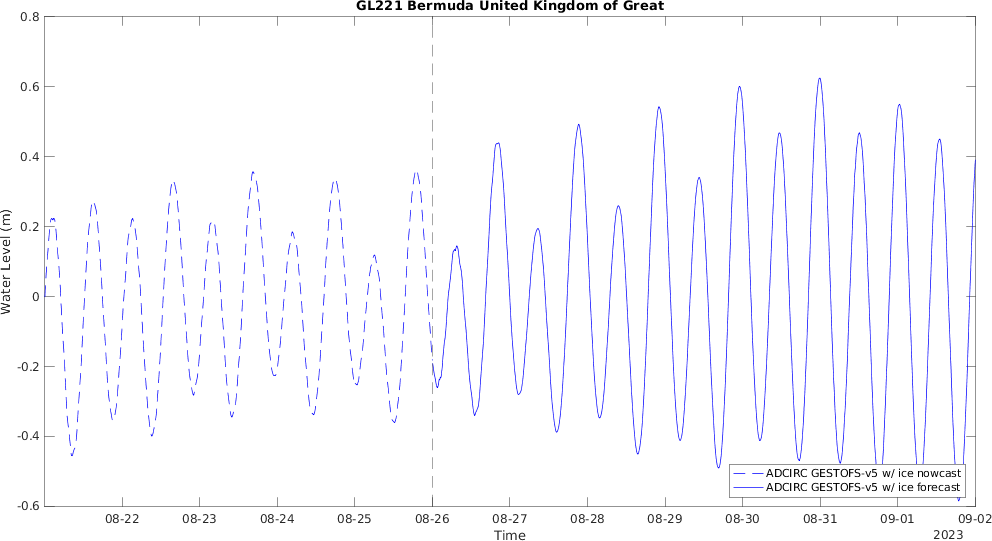 GL221 Bermuda United Kingdom of Great
Water Level (m)
0.8
0.6
0.4
0.2
0
-0.2
-0.4
-0.6
ADCIRC GESTOFS-v5 w/ ice nowcast
ADCIRC GESTOFS-v5 w/ ice forecast
08-22 08-23 08-24 08-25 08-26 08-27 08-28 08-29 08-30 08-31 09-01 09-02
Time
2023